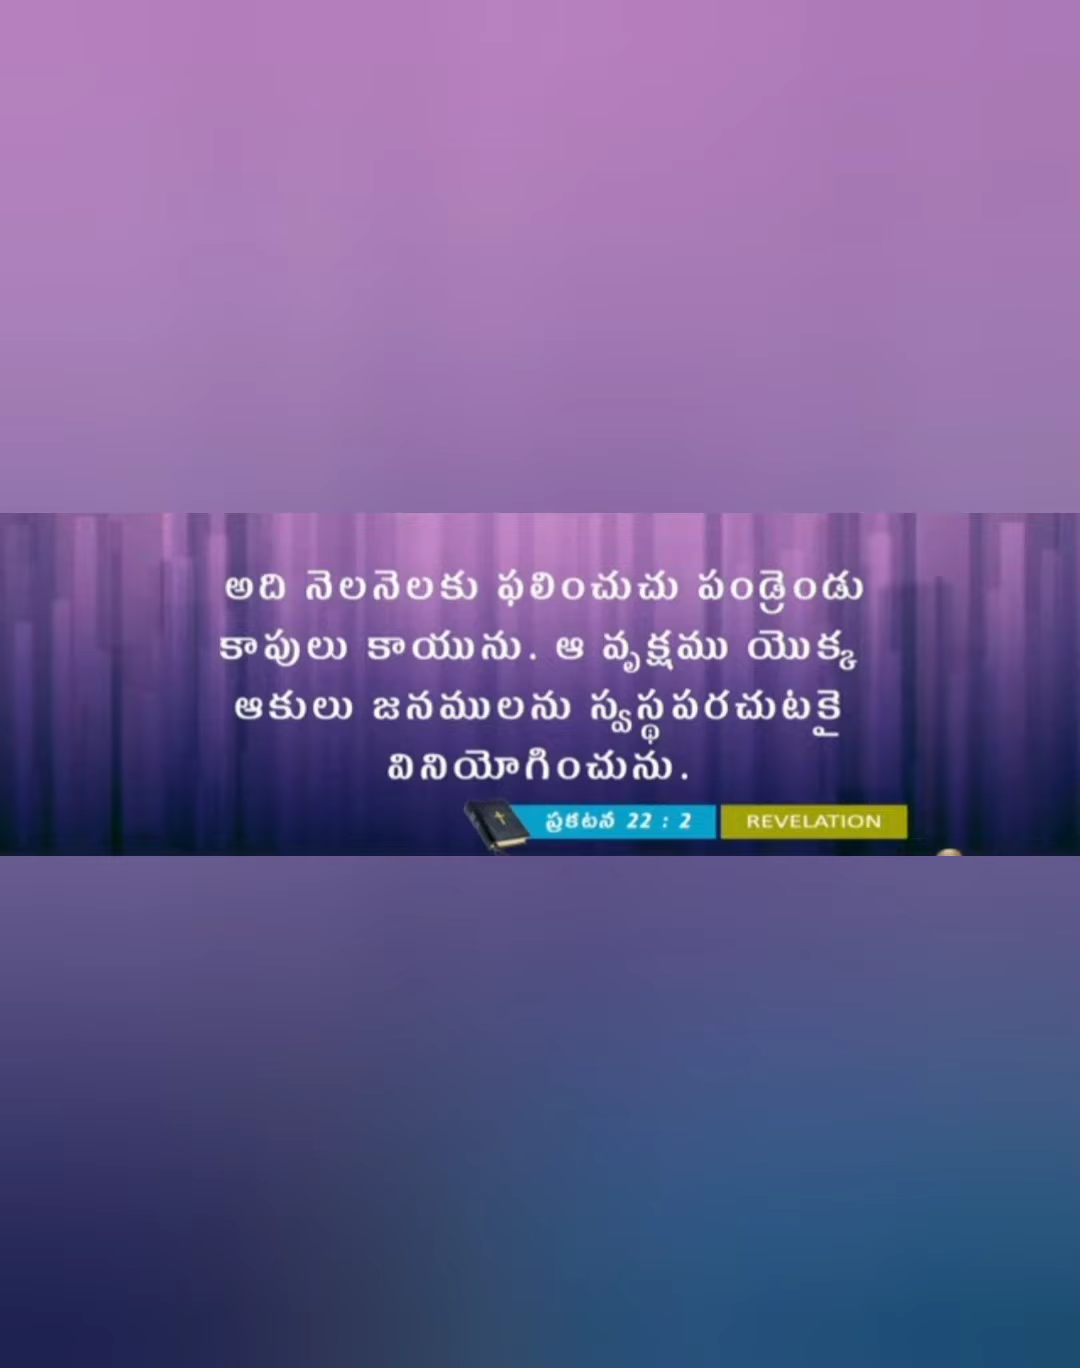 అది నెలనెలకు ఫలించుచు పండ్రెండు
కాపులు కాయును. ఆ వృక్షము యొక్క
ఆకులు జనములను స్వస్థపరచుటకై
వినియోగించును.
ప్రకటన 22 : 2 REVELATION